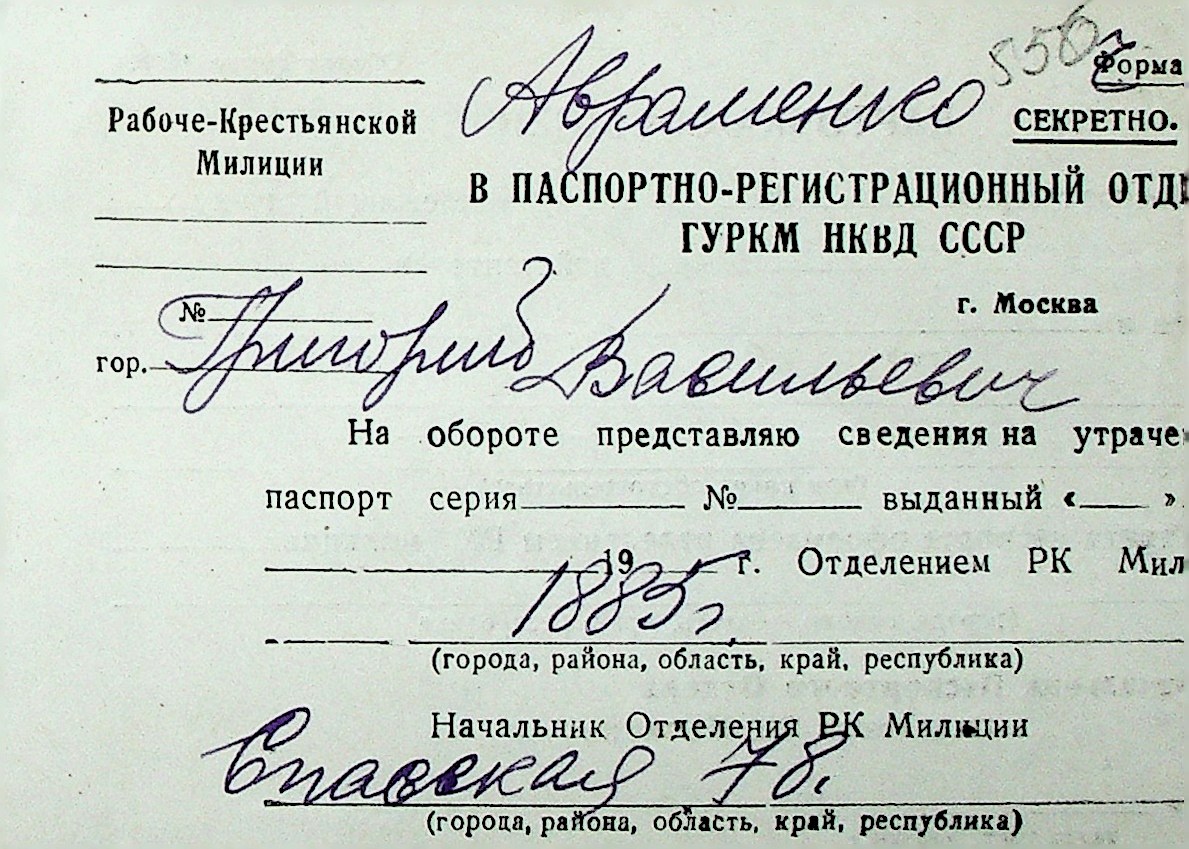 5507
Авраменко
Форма
Рабоче-Крестьянской
Милиции
СЕКРЕТНО.
В ПАСПОРТНО-РЕГИСТРАЦИОННЫЙ ОТДЕ
ГУРКМ НКВД СССР
№
г. Москва
гор.
Григорий Васильевич
На обороте представляю сведения на утраче
паспорт серия № выданный « »
19 г. Отделением РК Мил
1885 г.
(города, района, область, край, республика)
Начальник Отделения РК Милиции
Спасская 78.
(города, района, область, край, республика)